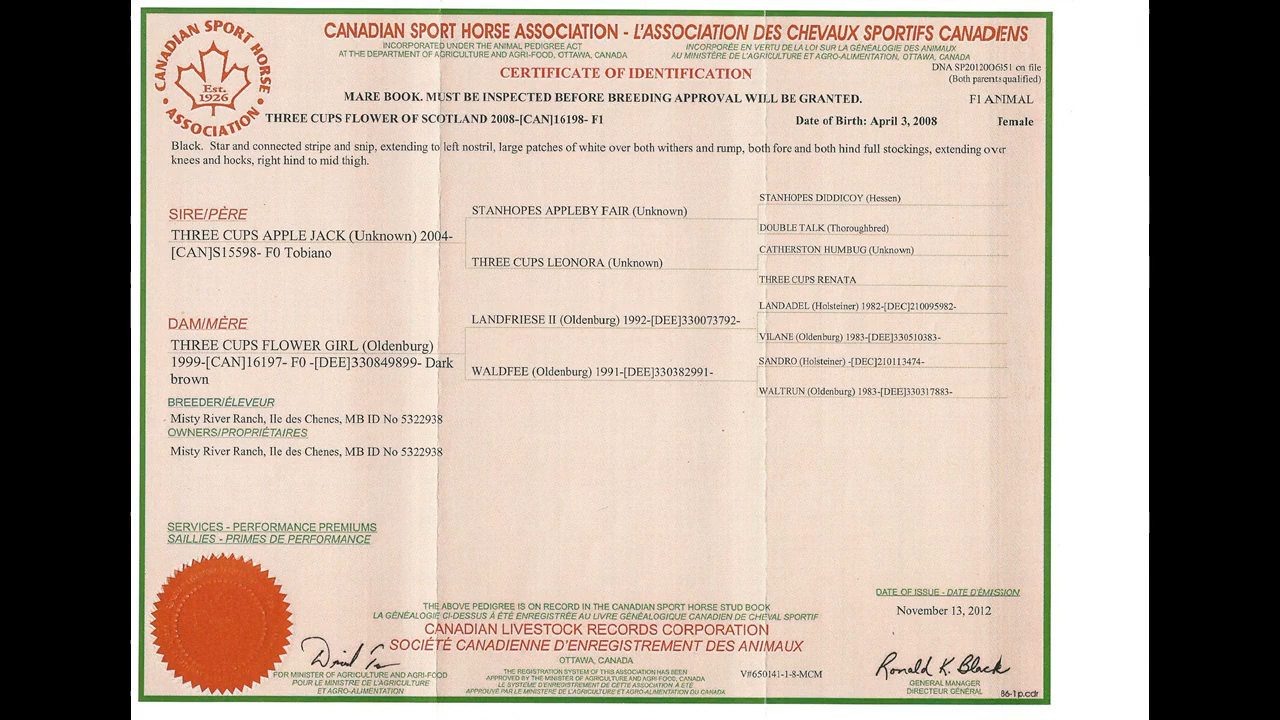 CANADIAN SPORT HORSE ASSOCIATION - L'ASSOCIATION DES CHEVAUX SPORTIFS CANADIENS
INCORPORATED UNDER THE ANIMAL PEDIGREE ACT
AT THE DEPARTMENT OF AGRICULTURE AND AGRI-FOOD, OTTAWA, CANADA
INCORPORÉE EN VERTU DE LA LOI SUR LA GÉNÉALOGIE DES ANIMAUX
AU MINISTÈRE DE L'AGRICULTURE ET AGRO-ALIMENTATION, OTTAWA, CANADA
CANADIAN SPORT HORSE
Est.
1926
• ASSOCIATION •
CERTIFICATE OF IDENTIFICATION
DNA SP20120O6151 on file
(Both parents qualified)
MARE BOOK. MUST BE INSPECTED BEFORE BREEDING APPROVAL WILL BE GRANTED.
F1 ANIMAL
THREE CUPS FLOWER OF SCOTLAND 2008-[CAN]16198- F1
Date of Birth: April 3, 2008
Female
Black. Star and connected stripe and snip, extending to left nostril, large patches of white over both withers and rump, both fore and both hind full stockings, extending over
knees and hocks, right hind to mid thigh.
SIRE/PÈRE
THREE CUPS APPLE JACK (Unknown) 2004-
[CAN]S15598- F0 Tobiano
STANHOPES APPLEBY FAIR (Unknown)
THREE CUPS LEONORA (Unknown)
STANHOPES DIDDICOY (Hessen)
DOUBLE TALK (Thoroughbred)
CATHERSTON HUMBUG (Unknown)
THREE CUPS RENATA
DAM/MÈRE
THREE CUPS FLOWER GIRL (Oldenburg)
1999-[CAN]16197- F0 -[DEE]330849899- Dark
brown
LANDFRIESE II (Oldenburg) 1992-[DEE]330073792-
WALDFEE (Oldenburg) 1991-[DEE]330382991-
LANDADEL (Holsteiner) 1982-[DEC]210095982-
VILANE (Oldenburg) 1983-[DEE]330510383-
SANDRO (Holsteiner) -[DEC]210113474-
WALTRUN (Oldenburg) 1983-[DEE]330317883-
BREEDER/ÉLEVEUR
Misty River Ranch, Ile des Chenes, MB ID No 5322938
OWNERS/PROPRIÉTAIRES
Misty River Ranch, Ile des Chenes, MB ID No 5322938
SERVICES - PERFORMANCE PREMIUMS
SAILLIES - PRIMES DE PERFORMANCE
DATE OF ISSUE - DATE D'ÉMISSION
November 13, 2012
THE ABOVE PEDIGREE IS ON RECORD IN THE CANADIAN SPORT HORSE STUD BOOK
LA GÉNÉALOGIE CI-DESSUS A ÉTÉ ENREGISTRÉE AU LIVRE GÉNÉALOGIQUE CANADIEN DE CHEVAL SPORTIF
CANADIAN LIVESTOCK RECORDS CORPORATION
SOCIÉTÉ CANADIENNE D'ENREGISTREMENT DES ANIMAUX
OTTAWA, CANADA
FOR MINISTER OF AGRICULTURE AND AGRI-FOOD
POUR LE MINISTRE DE L'AGRICULTURE
ET AGRO-ALIMENTATION
THE REGISTRATION SYSTEM OF THIS ASSOCIATION HAS BEEN
APPROVED BY THE MINISTER OF AGRICULTURE AND AGRI FOOD, CANADA
LE SYSTÈME D'ENREGISTREMENT DE CETTE ASSOCIATION A ÉTÉ
APPROUVÉ PAR LE MINISTÈRE DE L'AGRICULTURE ET AGRO-ALIMENTATION DU CANADA
V#650141-1-8-MCM
Ronald K. Black
GENERAL MANAGER
DIRECTEUR GÉNÉRAL
86-1p.cdr